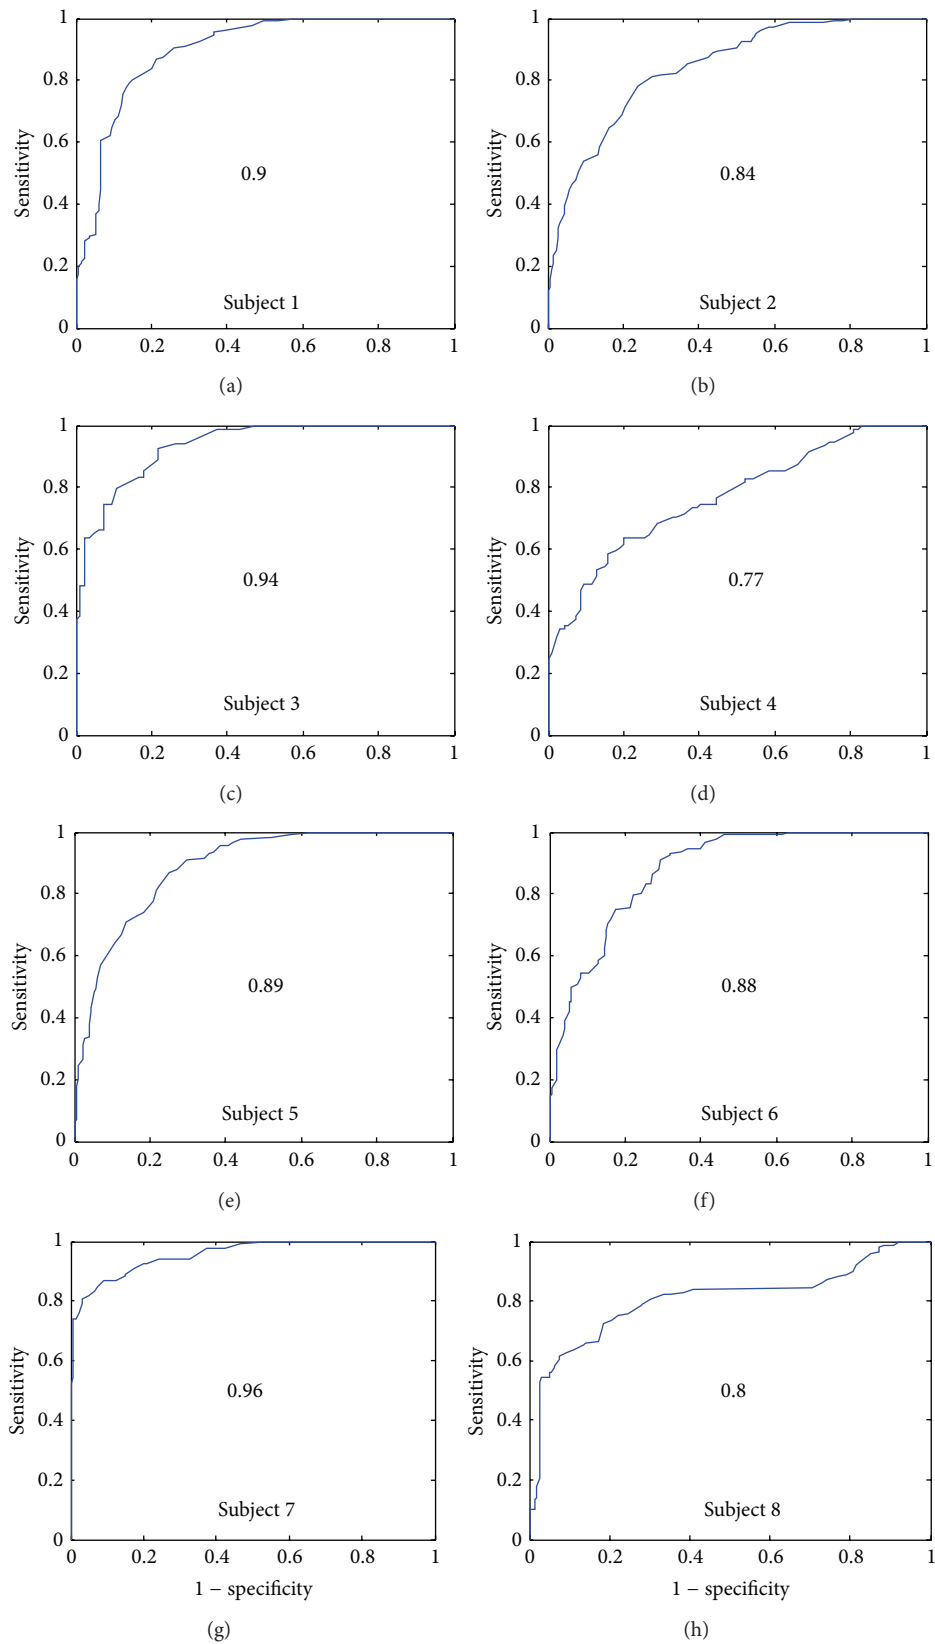 1
0.8
0.6
0.4
0.2
0
Sensitivity
0.9
Subject 1
0 0.2 0.4 0.6 0.8 1
(a)
1
0.8
0.6
0.4
0.2
0
Sensitivity
0.84
Subject 2
0 0.2 0.4 0.6 0.8 1
(b)
1
0.8
0.6
0.4
0.2
0
Sensitivity
0.94
Subject 3
0 0.2 0.4 0.6 0.8 1
(c)
1
0.8
0.6
0.4
0.2
0
Sensitivity
0.77
Subject 4
0 0.2 0.4 0.6 0.8 1
(d)
1
0.8
0.6
0.4
0.2
0
Sensitivity
0.89
Subject 5
0 0.2 0.4 0.6 0.8 1
(e)
1
0.8
0.6
0.4
0.2
0
Sensitivity
0.88
Subject 6
0 0.2 0.4 0.6 0.8 1
(f)
1
0.8
0.6
0.4
0.2
0
Sensitivity
0.96
Subject 7
0 0.2 0.4 0.6 0.8 1
1 − specificity
(g)
1
0.8
0.6
0.4
0.2
0
Sensitivity
0.8
Subject 8
0 0.2 0.4 0.6 0.8 1
1 − specificity
(h)